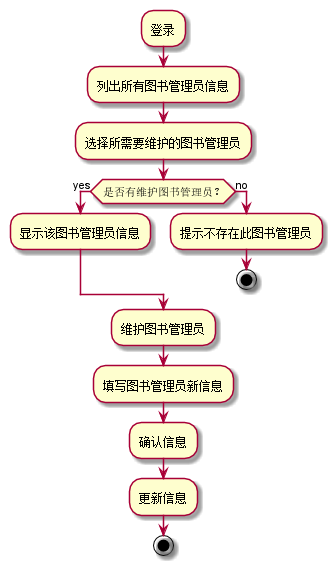 登录
列出所有图书管理员信息
选择所需要维护的图书管理员
yes
是否有维护图书管理员？
no
显示该图书管理员信息
提示不存在此图书管理员
维护图书管理员
填写图书管理员新信息
确认信息
更新信息